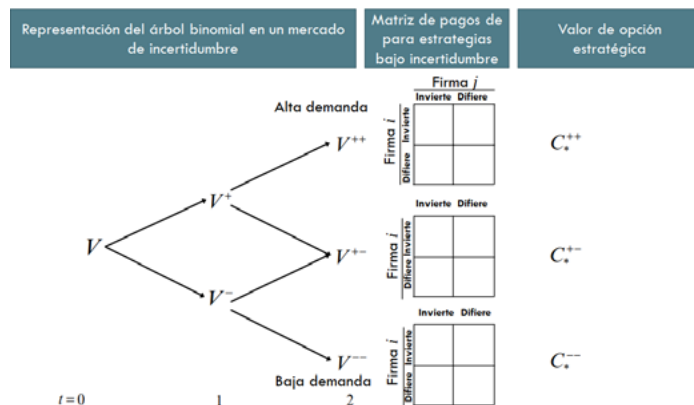 Representación del árbol binomial en un mercado
de incertidumbre
Matriz de pagos de
para estrategias
bajo incertidumbre
Valor de opción
estratégica
Firma j
Invierte Difiere
Alta demanda
V⁺⁺
Firma i
Invierte
Difiere
C⁺⁺*
V⁺
Invierte Difiere
V
V⁺⁻
Firma i
Invierte
Difiere
C⁺⁻*
V⁻
Invierte Difiere
V⁻⁻
Firma i
Invierte
Difiere
C⁻⁻*
Baja demanda
t=0 1 2